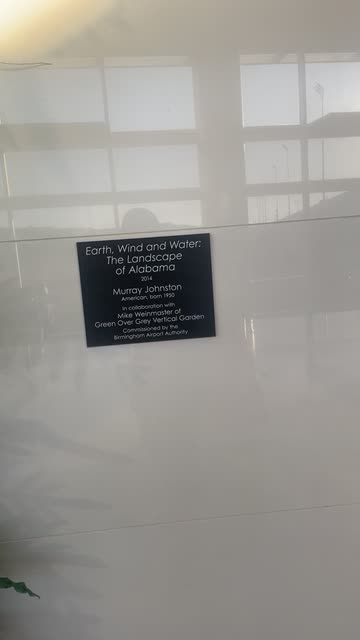 Earth, Wind and Water:
The Landscape
of Alabama
2014
Murray Johnston
American, born 1950
In collaboration with
Mike Weinmaster of
Green Over Grey Vertical Garden
Commissioned by the
Birmingham Airport Authority